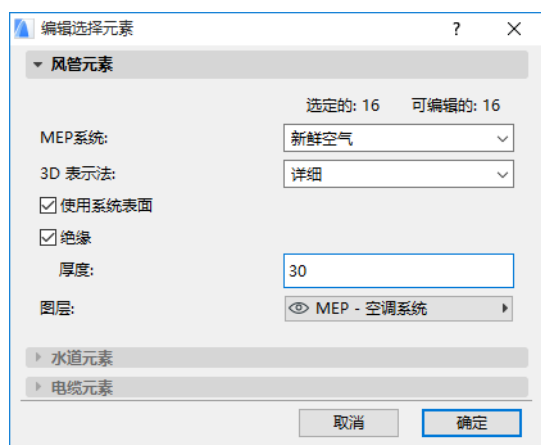 编辑选择元素
风管元素
选定的: 16 可编辑的: 16
MEP系统: 新鲜空气
3D 表示法: 详细
使用系统表面
绝缘
厚度: 30
图层: MEP - 空调系统
水道元素
电缆元素
取消 确定